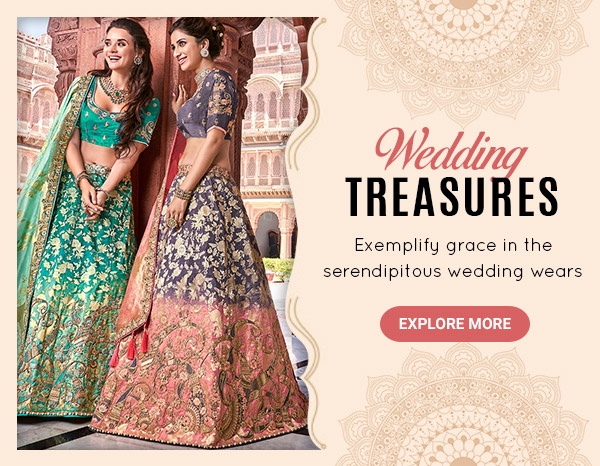 Wedding
TREASURES
Exemplify grace in the
serendipitous wedding wears
EXPLORE MORE